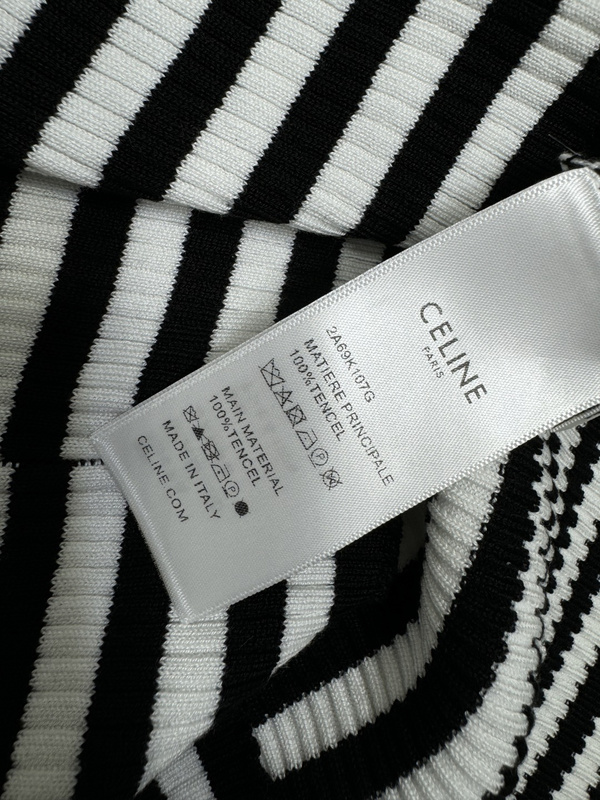 CELINE
PARIS
2A69K107G
MATIERE PRINCIPALE
100%TENCEL
P
MAIN MATERIAL
100%TENCEL
P
MADE IN ITALY
CELINE.COM